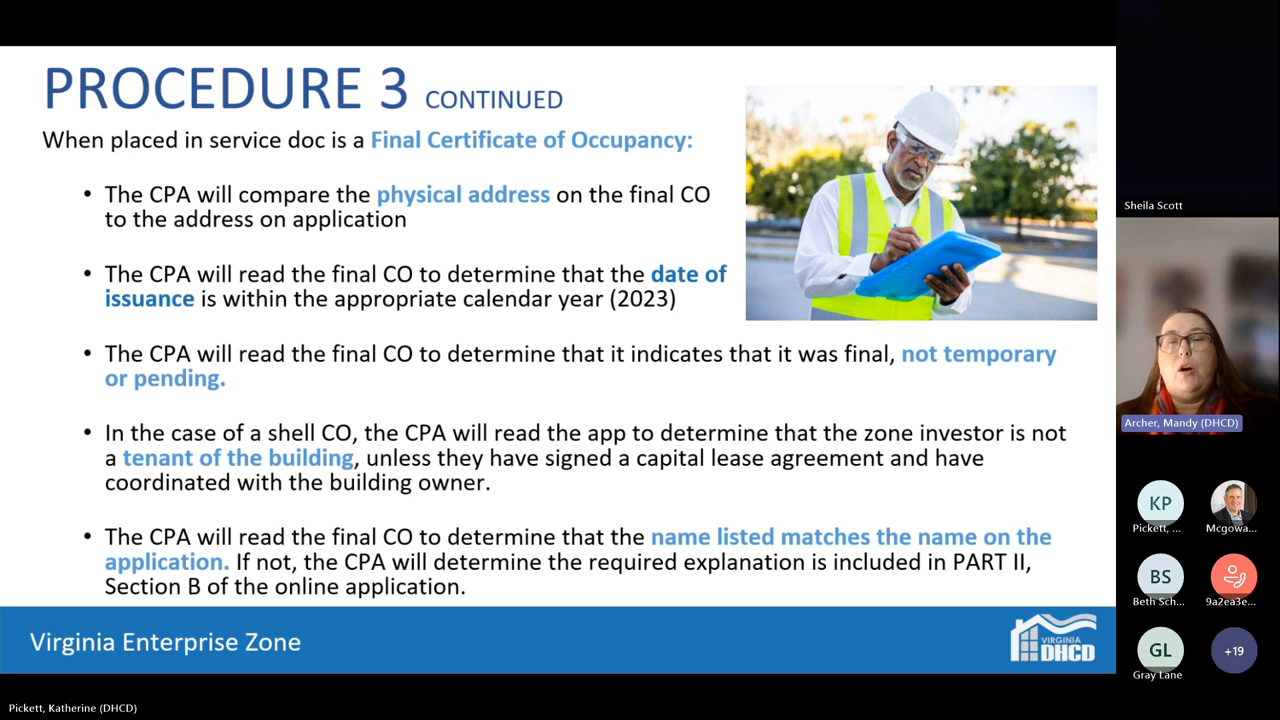 PROCEDURE 3 CONTINUED
When placed in service doc is a Final Certificate of Occupancy:
• The CPA will compare the physical address on the final CO
to the address on application
• The CPA will read the final CO to determine that the date of
issuance is within the appropriate calendar year (2023)
• The CPA will read the final CO to determine that it indicates that it was final, not temporary
or pending.
• In the case of a shell CO, the CPA will read the app to determine that the zone investor is not
a tenant of the building, unless they have signed a capital lease agreement and have
coordinated with the building owner.
• The CPA will read the final CO to determine that the name listed matches the name on the
application. If not, the CPA will determine the required explanation is included in PART II,
Section B of the online application.
Virginia Enterprise Zone
VIRGINIA
DHCD
Sheila Scott
Archer, Mandy (DHCD)
KP
Pickett, ...
Mcgowa...
BS
Beth Sch...
9a2ea3e...
GL
Gray Lane
+19
Pickett, Katherine (DHCD)